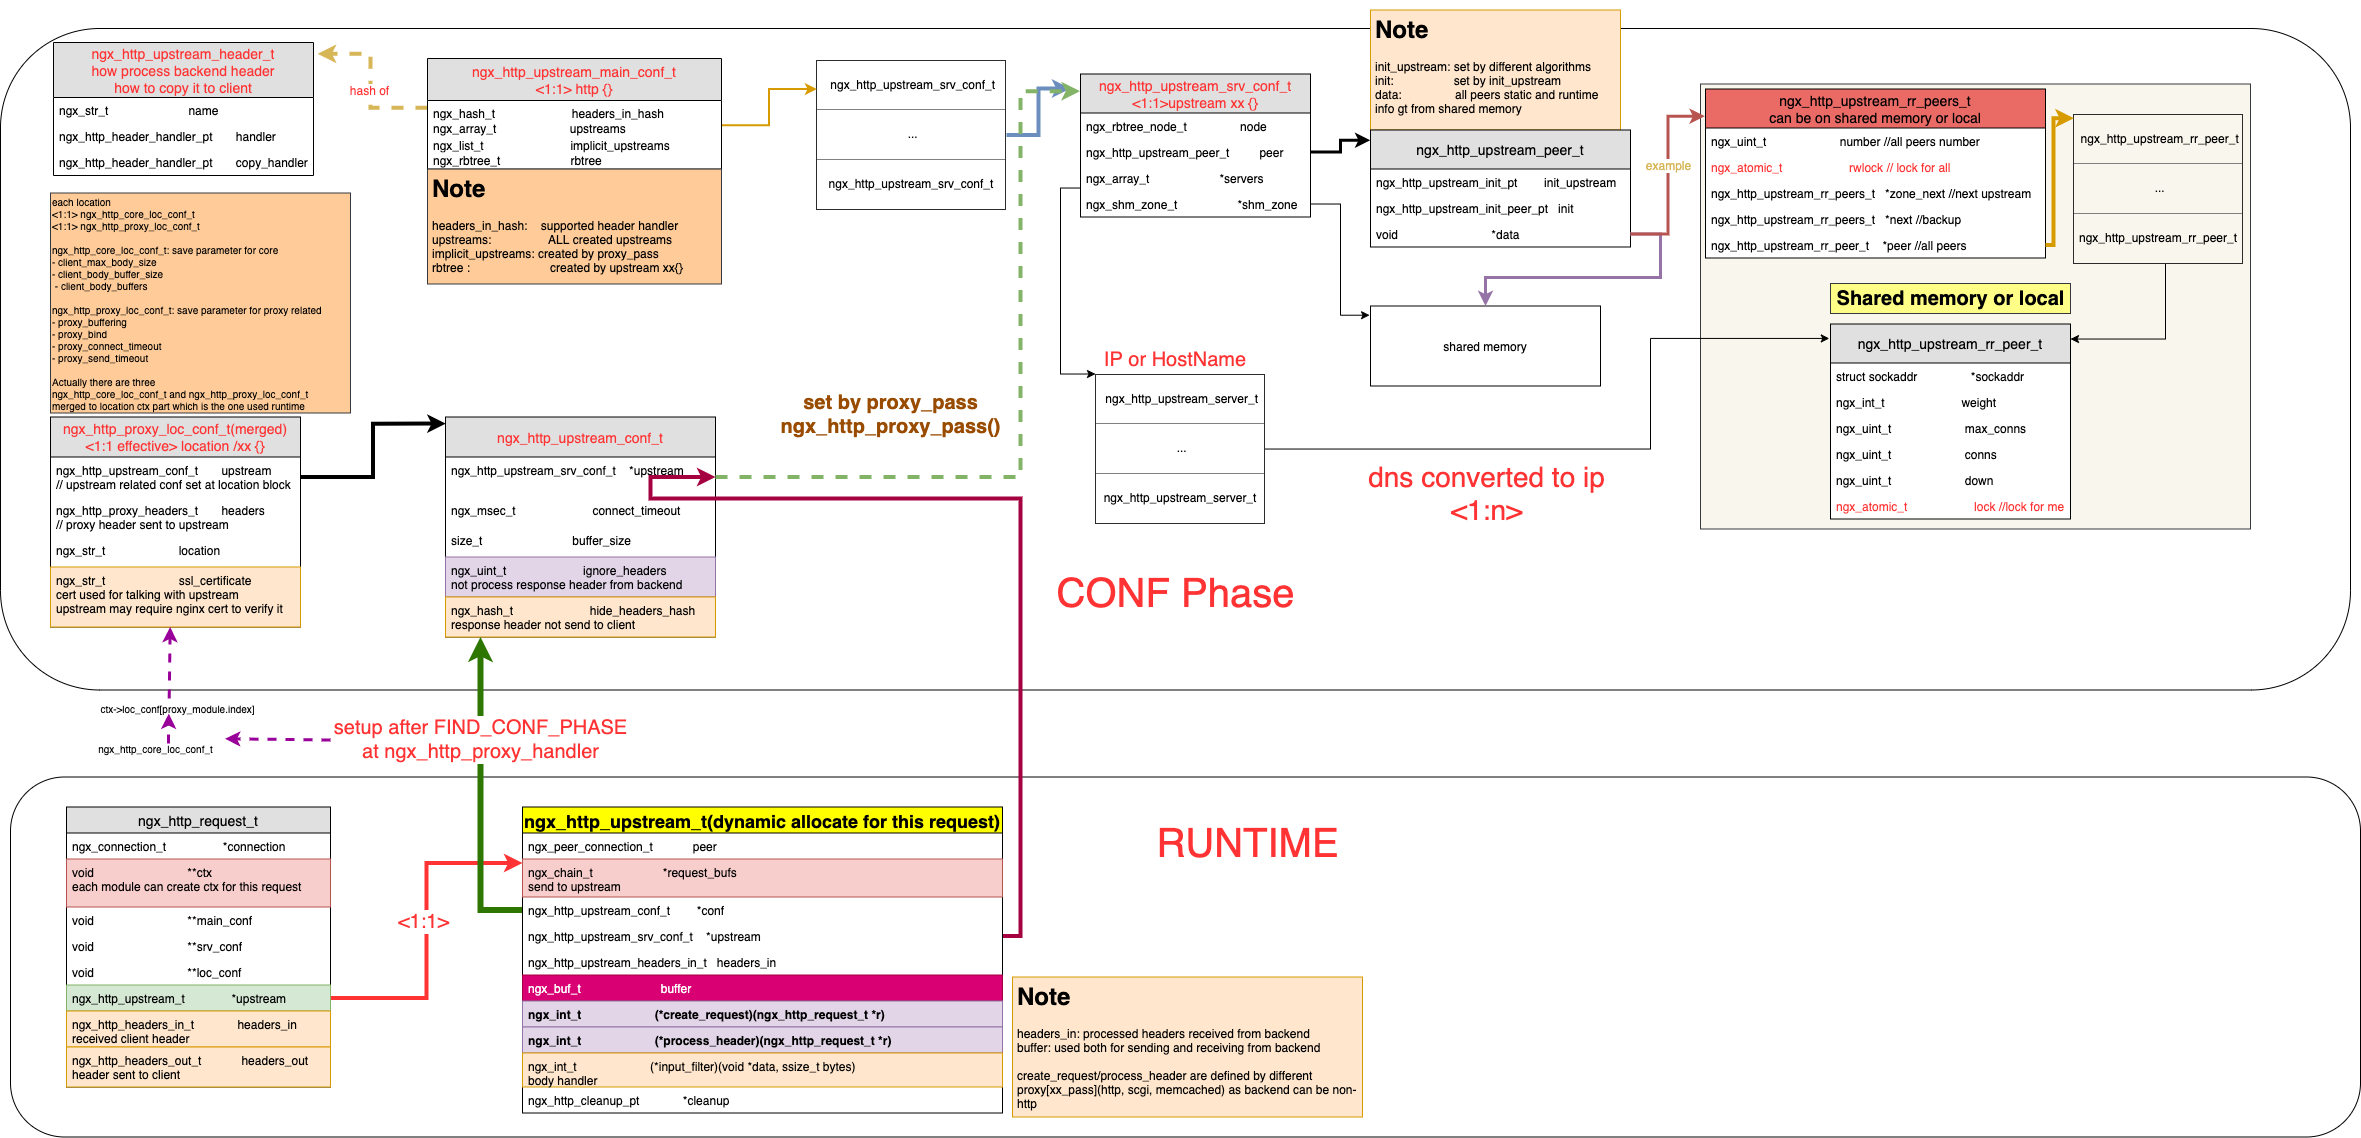 ngx_http_upstream_header_t
how process backend header
how to copy it to client
ngx_str_t name
ngx_http_header_handler_pt handler
ngx_http_header_handler_pt copy_handler
hash of
ngx_http_upstream_main_conf_t
<1:1> http {}
ngx_hash_t headers_in_hash
ngx_array_t upstreams
ngx_list_t implicit_upstreams
ngx_rbtree_t rbtree
Note
headers_in_hash: supported header handler
upstreams: ALL created upstreams
implicit_upstreams: created by proxy_pass
rbtree : created by upstream xx{}
ngx_http_upstream_srv_conf_t
...
ngx_http_upstream_srv_conf_t
ngx_http_upstream_srv_conf_t
<1:1>upstream xx {}
ngx_rbtree_node_t node
ngx_http_upstream_peer_t peer
ngx_array_t *servers
ngx_shm_zone_t *shm_zone
Note
init_upstream: set by different algorithms
init: set by init_upstream
data: all peers static and runtime
info gt from shared memory
ngx_http_upstream_peer_t
ngx_http_upstream_init_pt init_upstream
ngx_http_upstream_init_peer_pt init
void *data
example
ngx_http_upstream_rr_peers_t
can be on shared memory or local
ngx_uint_t number //all peers number
ngx_atomic_t rwlock // lock for all
ngx_http_upstream_rr_peers_t *zone_next //next upstream
ngx_http_upstream_rr_peers_t *next //backup
ngx_http_upstream_rr_peer_t *peer //all peers
ngx_http_upstream_rr_peer_t
...
ngx_http_upstream_rr_peer_t
Shared memory or local
ngx_http_upstream_rr_peer_t
struct sockaddr *sockaddr
ngx_int_t weight
ngx_uint_t max_conns
ngx_uint_t conns
ngx_uint_t down
ngx_atomic_t lock //lock for me
shared memory
IP or HostName
ngx_http_upstream_server_t
...
ngx_http_upstream_server_t
dns converted to ip
<1:n>
each location
<1:1> ngx_http_core_loc_conf_t
<1:1> ngx_http_proxy_loc_conf_t
ngx_http_core_loc_conf_t: save parameter for core
- client_max_body_size
- client_body_buffer_size
- client_body_buffers
ngx_http_proxy_loc_conf_t: save parameter for proxy related
- proxy_buffering
- proxy_bind
- proxy_connect_timeout
- proxy_send_timeout
Actually there are three
ngx_http_core_loc_conf_t and ngx_http_proxy_loc_conf_t
merged to location ctx part which is the one used runtime
ngx_http_proxy_loc_conf_t(merged)
<1:1 effective> location /xx {}
ngx_http_upstream_conf_t upstream
// upstream related conf set at location block
ngx_http_proxy_headers_t headers
// proxy header sent to upstream
ngx_str_t location
ngx_str_t ssl_certificate
cert used for talking with upstream
upstream may require nginx cert to verify it
ngx_http_upstream_conf_t
ngx_http_upstream_srv_conf_t *upstream
ngx_msec_t connect_timeout
size_t buffer_size
ngx_uint_t ignore_headers
not process response header from backend
ngx_hash_t hide_headers_hash
response header not send to client
set by proxy_pass
ngx_http_proxy_pass()
CONF Phase
ctx->loc_conf[proxy_module.index]
ngx_http_core_loc_conf_t
setup after FIND_CONF_PHASE
at ngx_http_proxy_handler
RUNTIME
ngx_http_request_t
ngx_connection_t *connection
void **ctx
each module can create ctx for this request
void **main_conf
void **srv_conf
void **loc_conf
ngx_http_upstream_t *upstream
ngx_http_headers_in_t headers_in
received client header
ngx_http_headers_out_t headers_out
header sent to client
<1:1>
ngx_http_upstream_t(dynamic allocate for this request)
ngx_peer_connection_t peer
ngx_chain_t *request_bufs
send to upstream
ngx_http_upstream_conf_t *conf
ngx_http_upstream_srv_conf_t *upstream
ngx_http_upstream_headers_in_t headers_in
ngx_buf_t buffer
ngx_int_t (*create_request)(ngx_http_request_t *r)
ngx_int_t (*process_header)(ngx_http_request_t *r)
ngx_int_t (*input_filter)(void *data, ssize_t bytes)
body handler
ngx_http_cleanup_pt *cleanup
Note
headers_in: processed headers received from backend
buffer: used both for sending and receiving from backend
create_request/process_header are defined by different
proxy[xx_pass](http, scgi, memcached) as backend can be non-
http